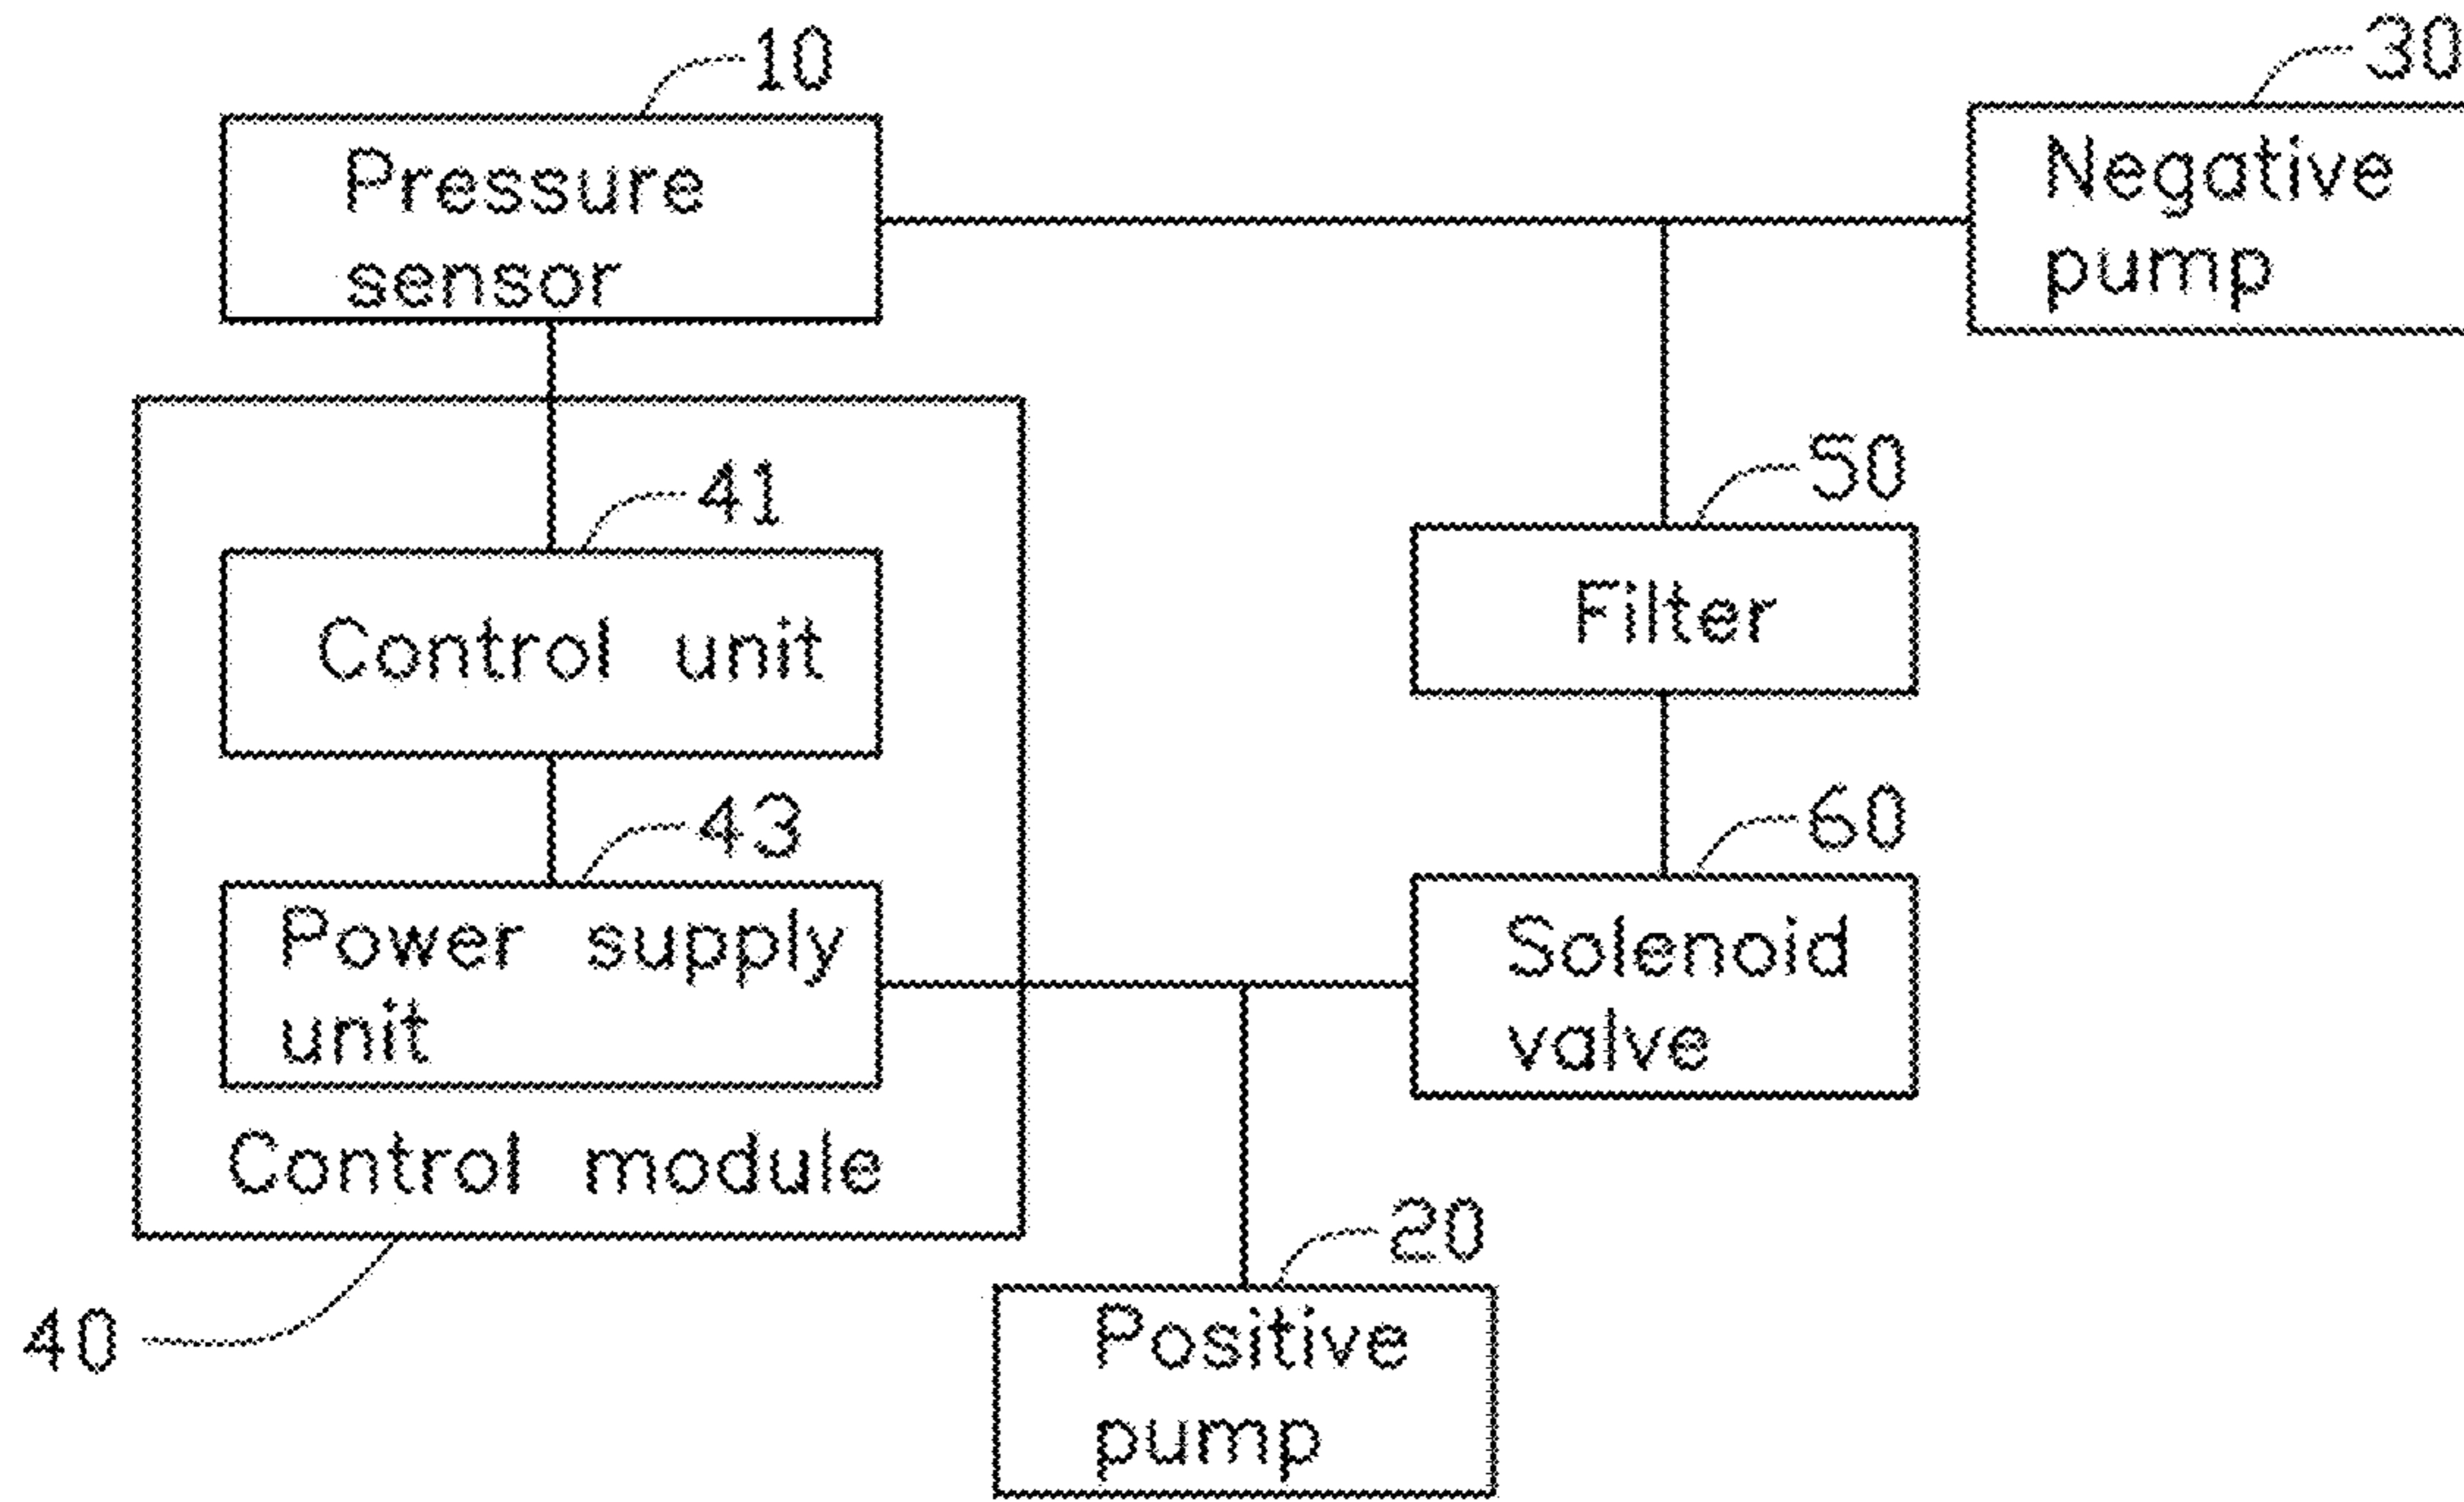 10
30
Pressure
sensor
Negative
pump
41
50
Control unit
Filter
43
60
Power supply
unit
Solenoid
valve
Control module
20
40
Positive
pump